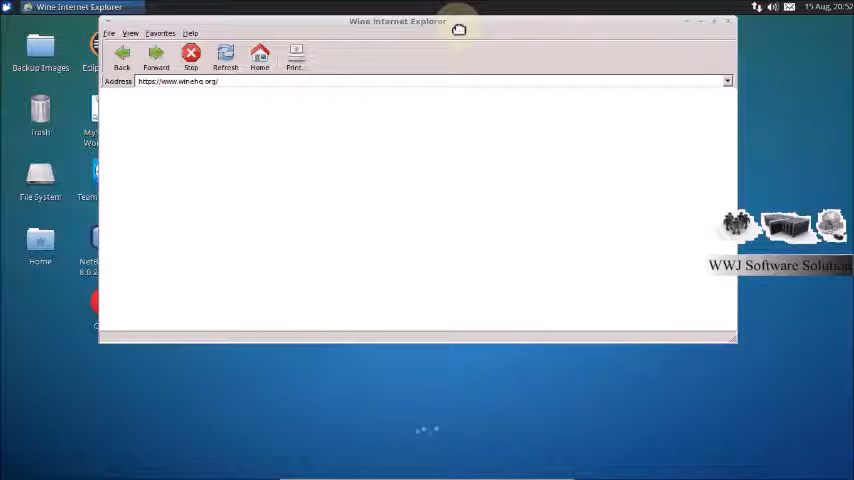 Wine Internet Explorer
15 Aug, 20:52
Wine Internet Explorer
File View Favorites Help
Back Forward Stop Refresh Home Print.
Address https://www.winehq.org/
Backup Images
Trash
File System
Home
WWJ Software Solution